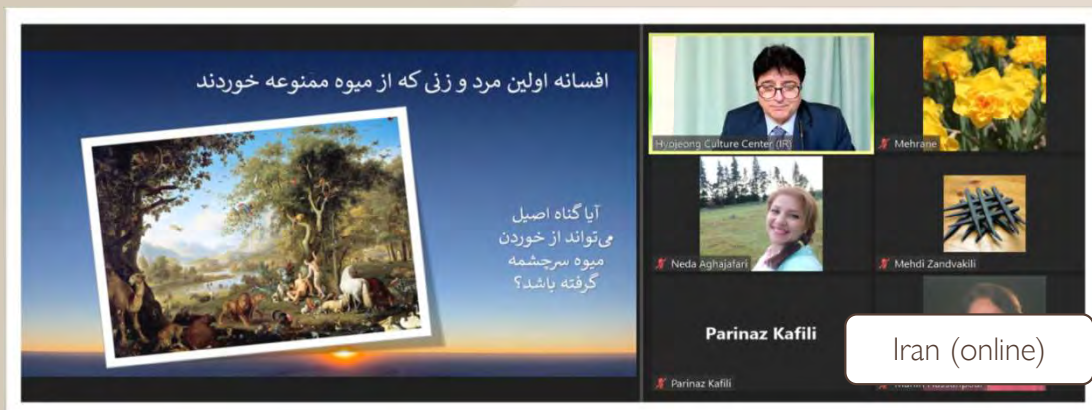 افسانه اولین مرد و زنی که از میوه ممنوعه خوردند
آیا گناه اصیل
می‌تواند از خوردن
میوه سرچشمه
گرفته باشد؟
Hyojeong Culture Center (IR)
Mehrane
Neda Aghajafari
Mehdi Zandvakili
Parinaz Kafili
Parinaz Kafili
Iran (online)